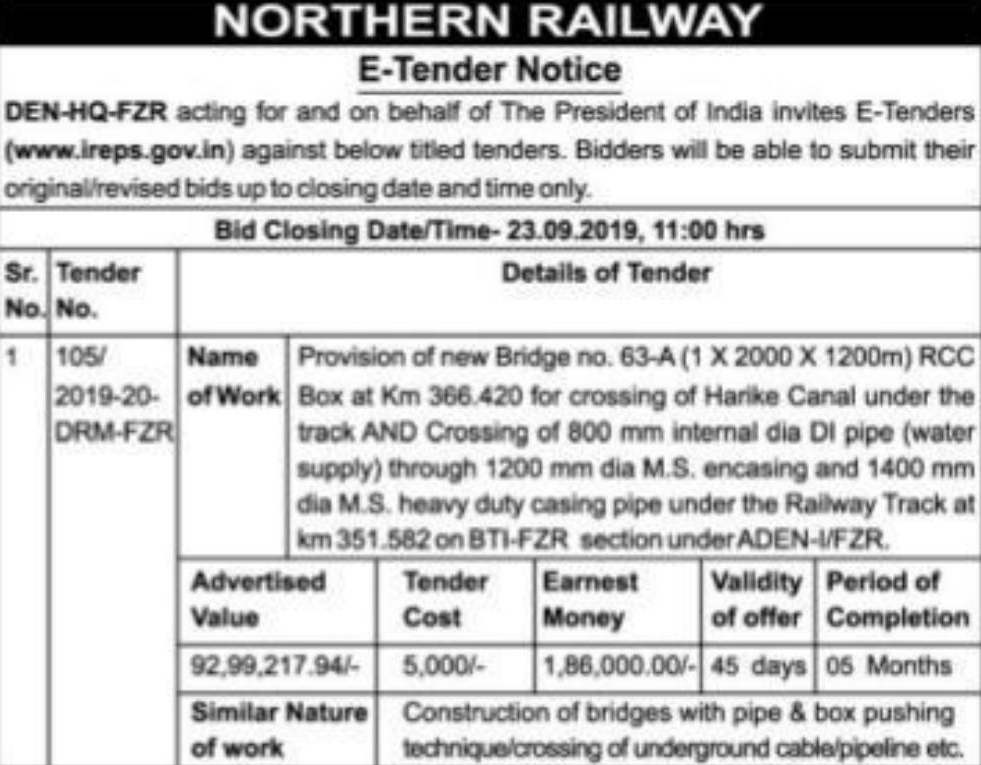 NORTHERN RAILWAY
E-Tender Notice
DEN-HQ-FZR acting for and on behalf of The President of India invites E-Tenders
(www.ireps.gov.in) against below titled tenders. Bidders will be able to submit their
original/revised bids up to closing date and time only.
Bid Closing Date/Time- 23.09.2019, 11:00 hrs
Sr. Tender Details of Tender
No. No.
1 105/ Name Provision of new Bridge no. 63-A (1 X 2000 X 1200m) RCC
2019-20- of Work Box at Km 366.420 for crossing of Harike Canal under the
DRM-FZR track AND Crossing of 800 mm internal dia DI pipe (water
supply) through 1200 mm dia M.S. encasing and 1400 mm
dia M.S. heavy duty casing pipe under the Railway Track at
km 351.582 on BTI-FZR section under ADEN-I/FZR.
Advertised Tender Earnest Validity Period of
Value Cost Money of offer Completion
92,99,217.94/- 5,000/- 1,86,000.00/- 45 days 05 Months
Similar Nature Construction of bridges with pipe & box pushing
of work technique/crossing of underground cable/pipeline etc.